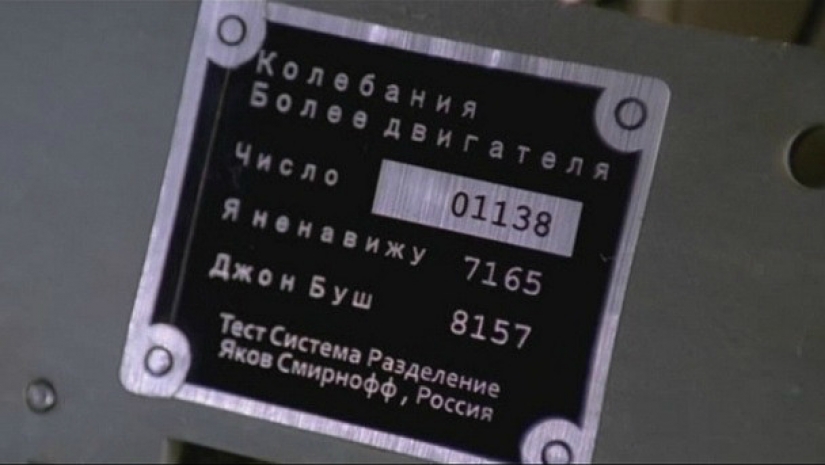 Колебания
Более двигателя
Число 01138
Я ненавижу 7165
Джон Буш 8157
Тест Система Разделение
Яков Смирнофф, Россия